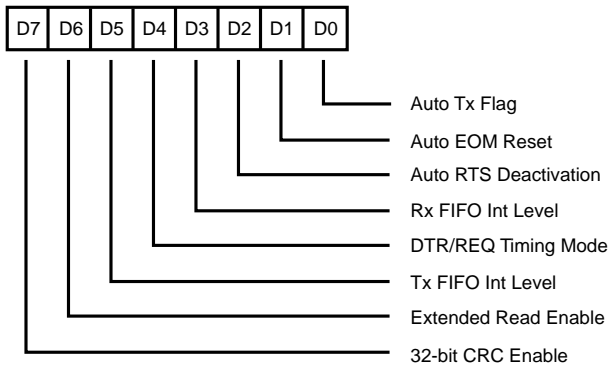 D7 D6 D5 D4 D3 D2 D1 D0
Auto Tx Flag
Auto EOM Reset
Auto RTS Deactivation
Rx FIFO Int Level
DTR/REQ Timing Mode
Tx FIFO Int Level
Extended Read Enable
32-bit CRC Enable